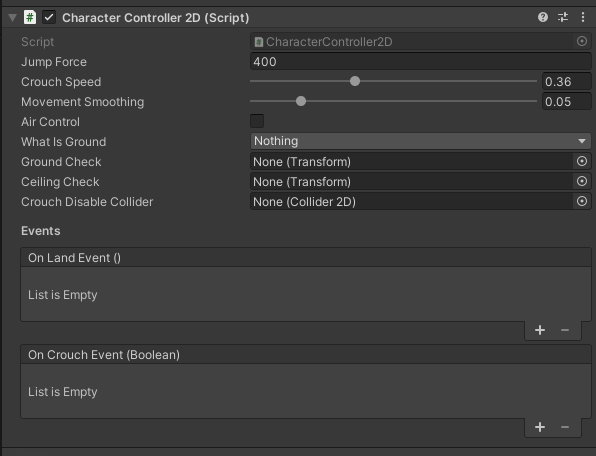 Character Controller 2D (Script)
Script CharacterController2D
Jump Force 400
Crouch Speed 0.36
Movement Smoothing 0.05
Air Control
What Is Ground Nothing
Ground Check None (Transform)
Ceiling Check None (Transform)
Crouch Disable Collider None (Collider 2D)
Events
On Land Event ()
List is Empty
+ −
On Crouch Event (Boolean)
List is Empty
+ −